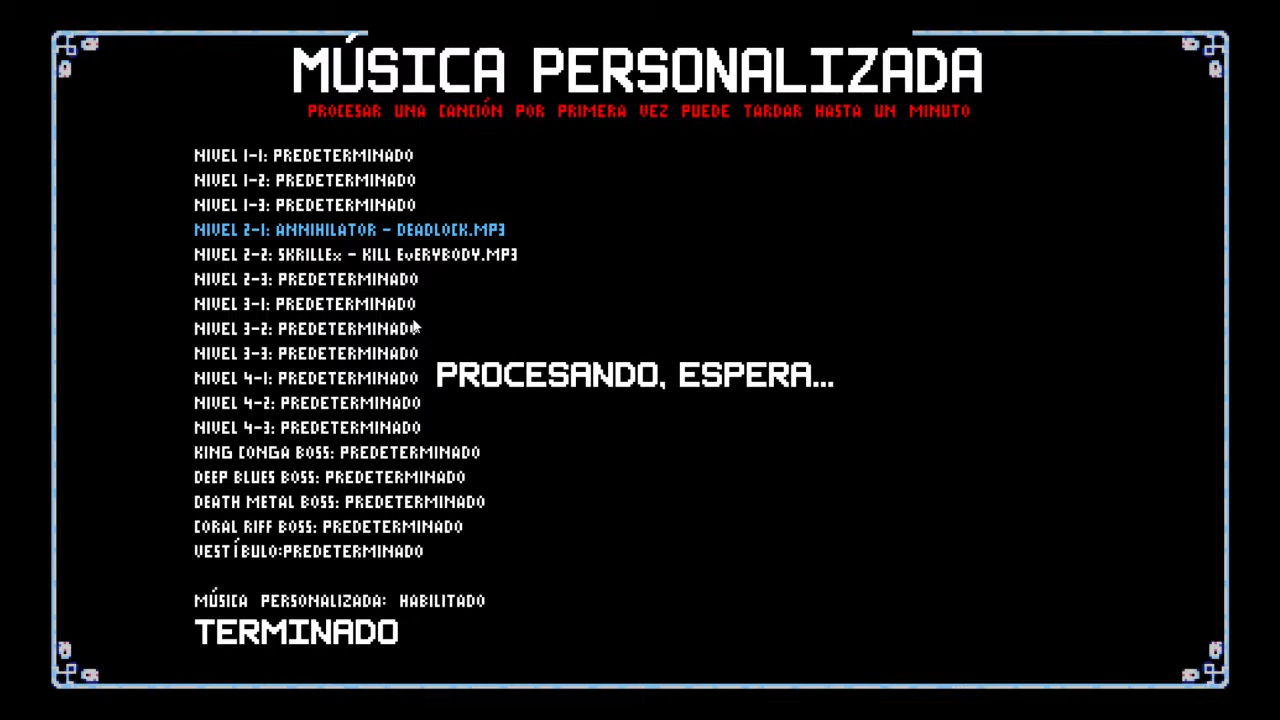 MÚSICA PERSONALIZADA
PROCESAR UNA CANCIÓN POR PRIMERA VEZ PUEDE TARDAR HASTA UN MINUTO
NIVEL 1-1: PREDETERMINADO
NIVEL 1-2: PREDETERMINADO
NIVEL 1-3: PREDETERMINADO
NIVEL 2-1: ANNIHILATOR - DEADLOCK.MP3
NIVEL 2-2: SKRILLEx - KILL EvERYBODY.MP3
NIVEL 2-3: PREDETERMINADO
NIVEL 3-1: PREDETERMINADO
NIVEL 3-2: PREDETERMINADO
NIVEL 3-3: PREDETERMINADO
NIVEL 4-1: PREDETERMINADO
PROCESANDO, ESPERA...
NIVEL 4-2: PREDETERMINADO
NIVEL 4-3: PREDETERMINADO
KING CONGA BOSS: PREDETERMINADO
DEEP BLUES BOSS: PREDETERMINADO
DEATH METAL BOSS: PREDETERMINADO
CORAL RIFF BOSS: PREDETERMINADO
VESTÍBULO:PREDETERMINADO
MÚSICA PERSONALIZADA: HABILITADO
TERMINADO